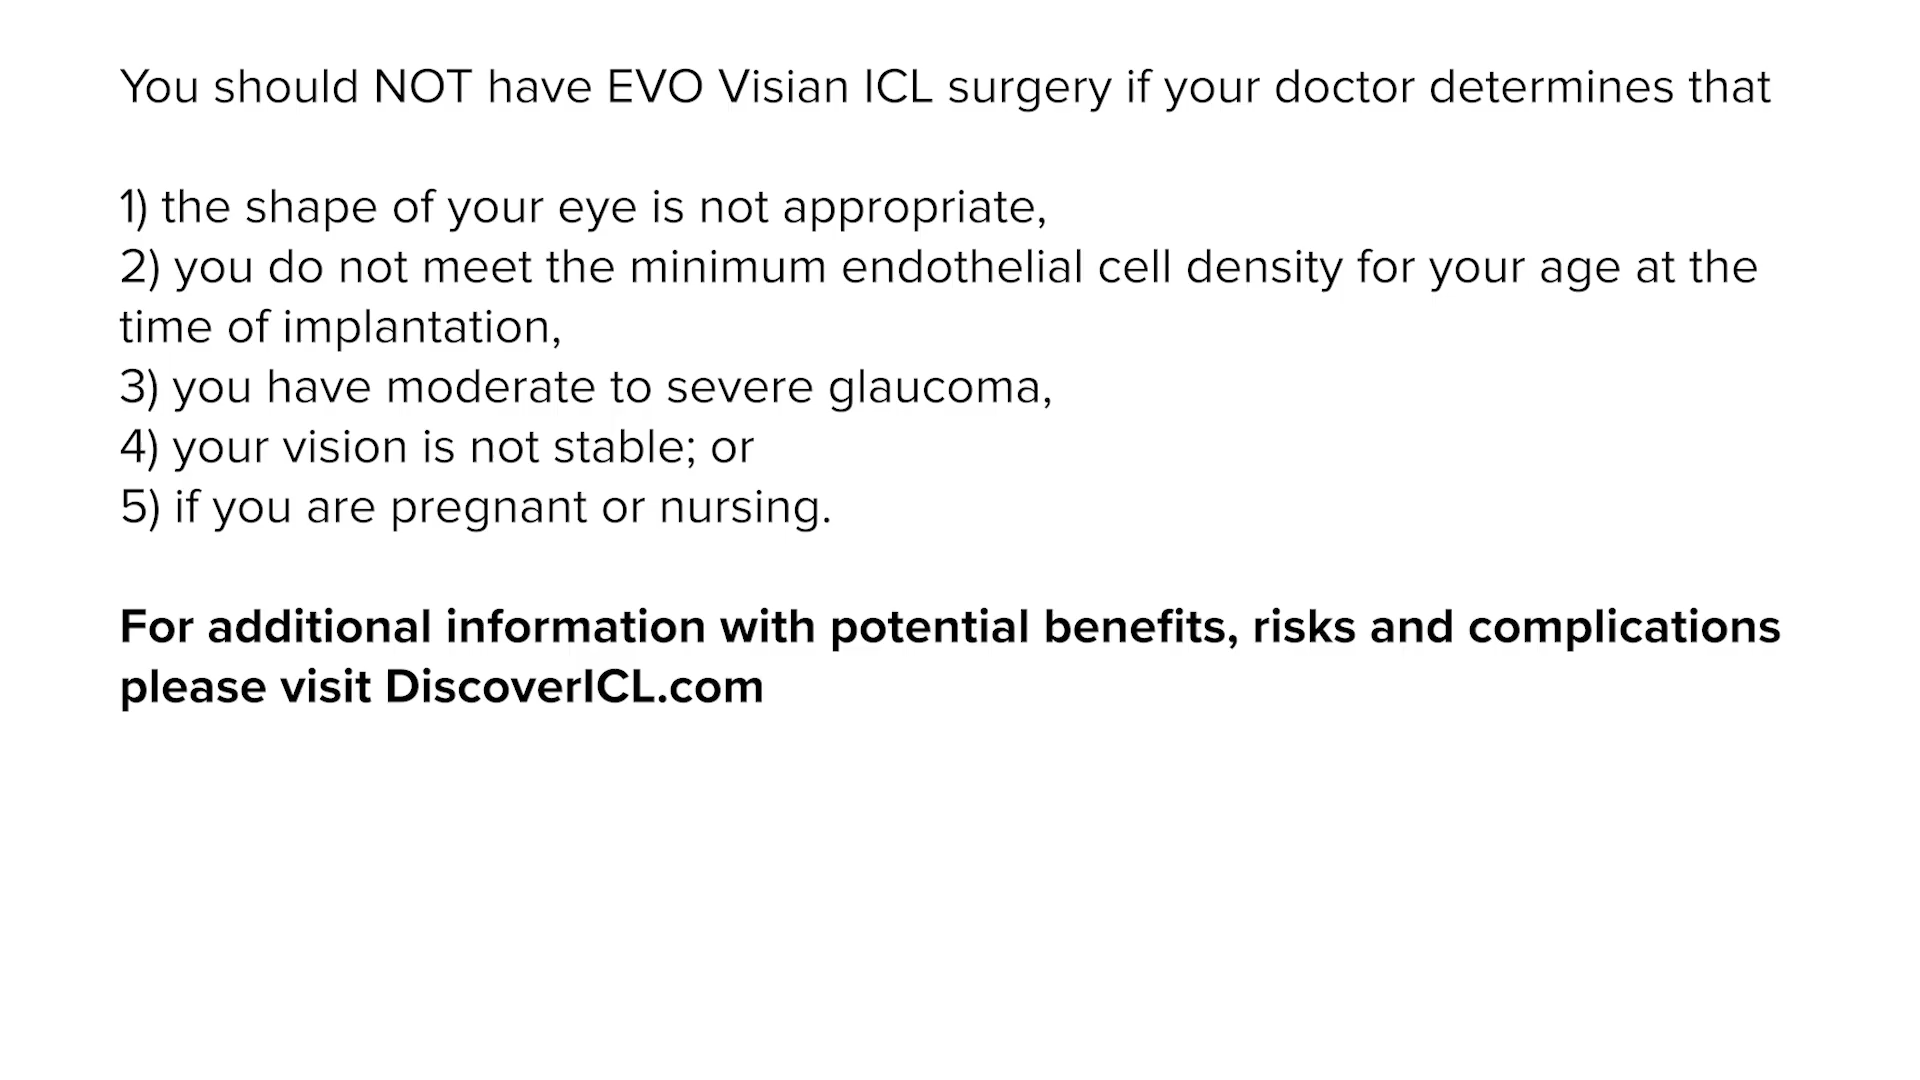 You should NOT have EVO Visian ICL surgery if your doctor determines that
1) the shape of your eye is not appropriate,
2) you do not meet the minimum endothelial cell density for your age at the
time of implantation,
3) you have moderate to severe glaucoma,
4) your vision is not stable; or
5) if you are pregnant or nursing.
For additional information with potential benefits, risks and complications
please visit DiscoverICL.com